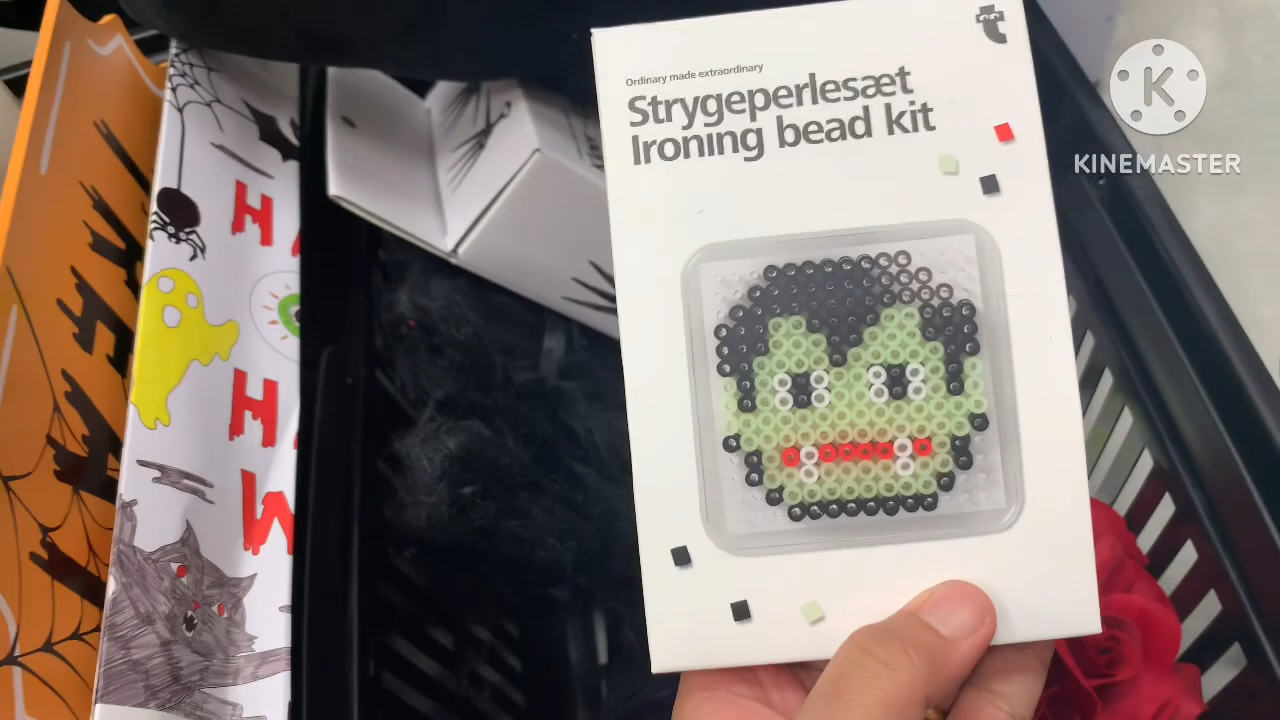 Ordinary made extraordinary
Strygeperlesæt
Ironing bead kit
KINEMASTER
H
H
W